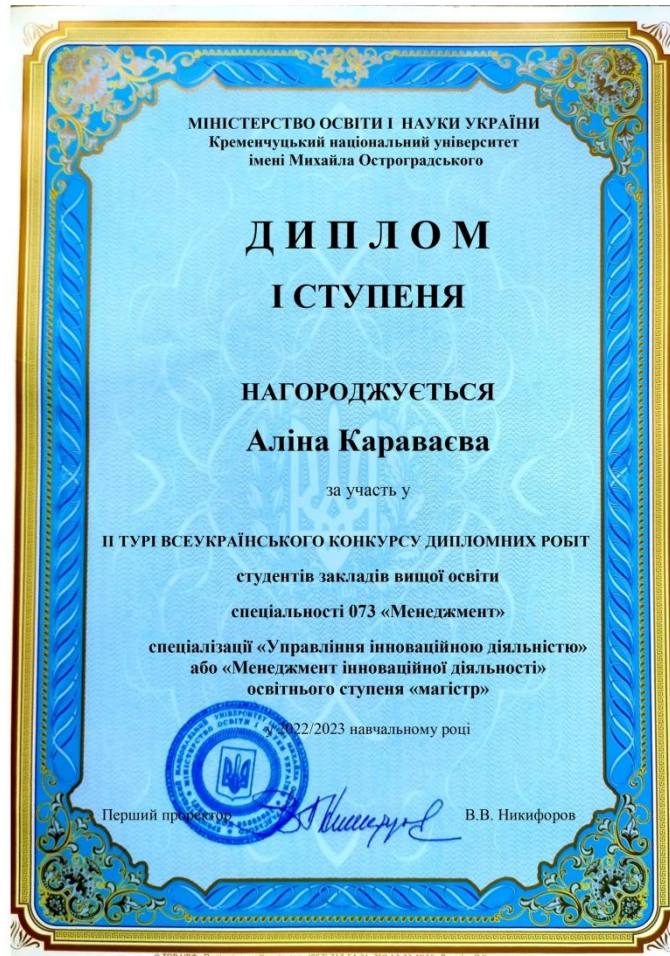 МІНІСТЕРСТВО ОСВІТИ І НАУКИ УКРАЇНИ
Кременчуцький національний університет
імені Михайла Остроградського
ДИПЛОМ
І СТУПЕНЯ
НАГОРОДЖУЄТЬСЯ
Аліна Караваєва
за участь у
ІІ ТУРІ ВСЕУКРАЇНСЬКОГО КОНКУРСУ ДИПЛОМНИХ РОБІТ
студентів закладів вищої освіти
спеціальності 073 «Менеджмент»
спеціалізації «Управління інноваційною діяльністю»
або «Менеджмент інноваційної діяльності»
освітнього ступеня «магістр»
у 2022/2023 навчальному році
Перший проректор В.В. Никифоров